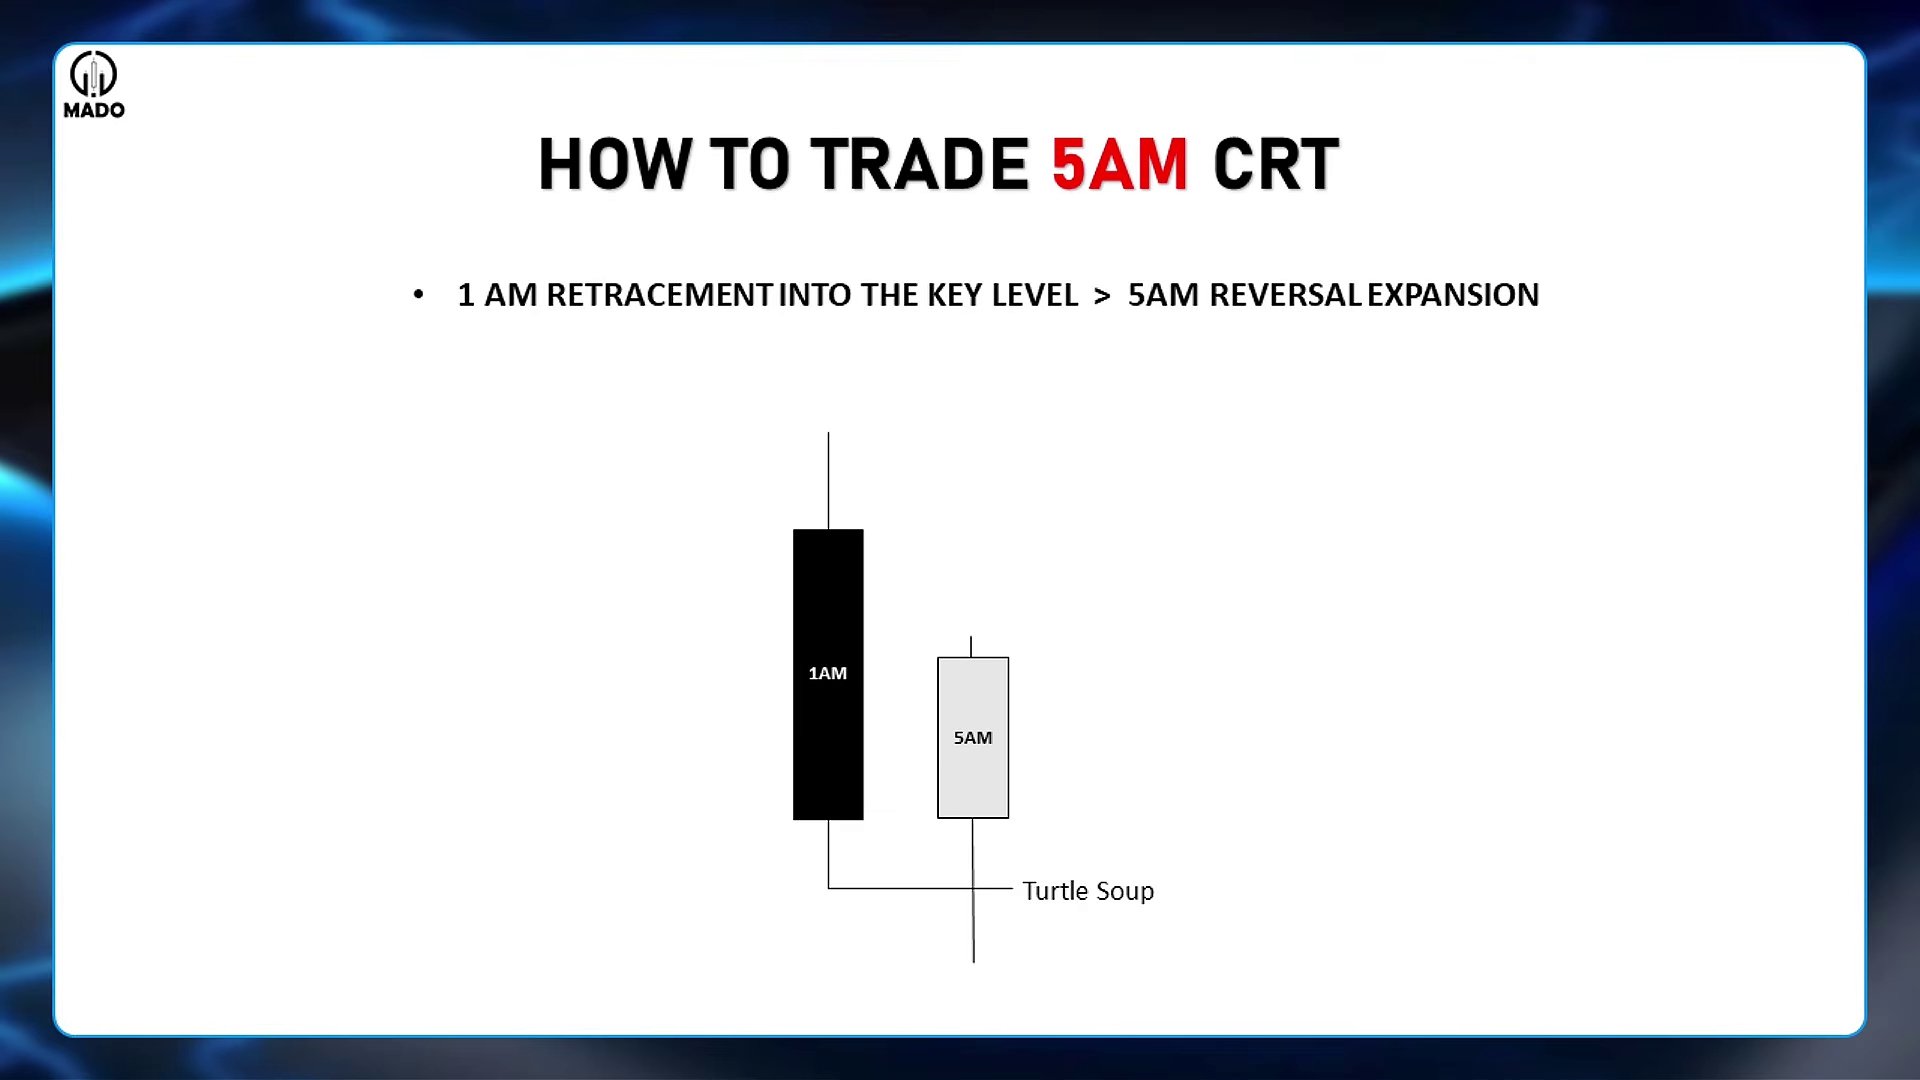 MADO
HOW TO TRADE 5AM CRT
• 1 AM RETRACEMENT INTO THE KEY LEVEL > 5AM REVERSAL EXPANSION
1AM
5AM
Turtle Soup